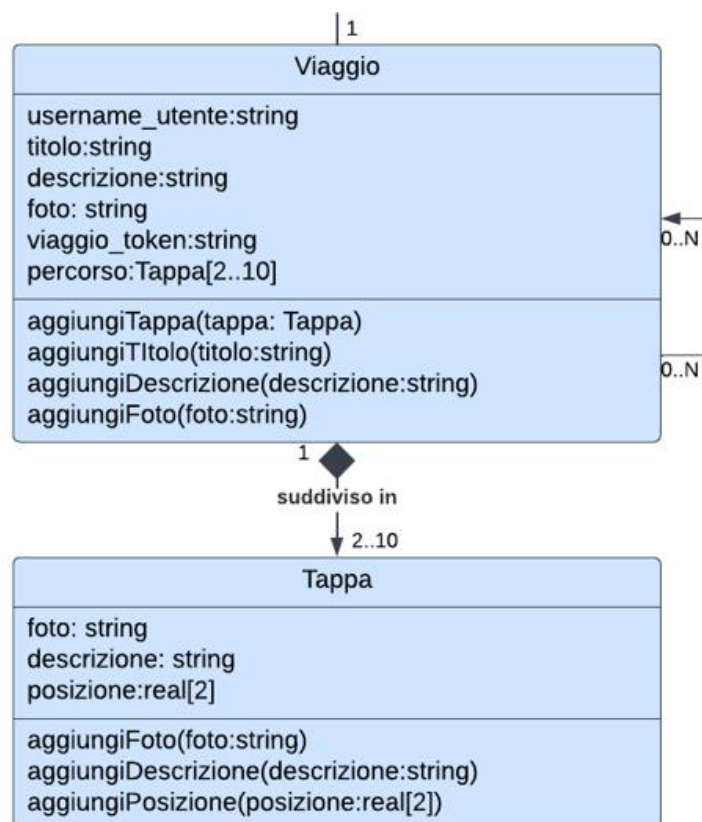 1
Viaggio
username_utente:string
titolo:string
descrizione:string
foto: string
viaggio_token:string
0..N
percorso:Tappa[2..10]
aggiungiTappa(tappa: Tappa)
aggiungiTItolo(titolo:string)
0..N
aggiungiDescrizione(descrizione:string)
aggiungiFoto(foto:string)
1
suddiviso in
2..10
Tappa
foto: string
descrizione: string
posizione:real[2]
aggiungiFoto(foto:string)
aggiungiDescrizione(descrizione:string)
aggiungiPosizione(posizione:real[2])